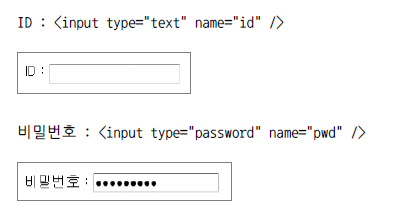 ID : <input type="text" name="id" />
ID :
비밀번호 : <input type="password" name="pwd" />
비밀번호 : •••••••••